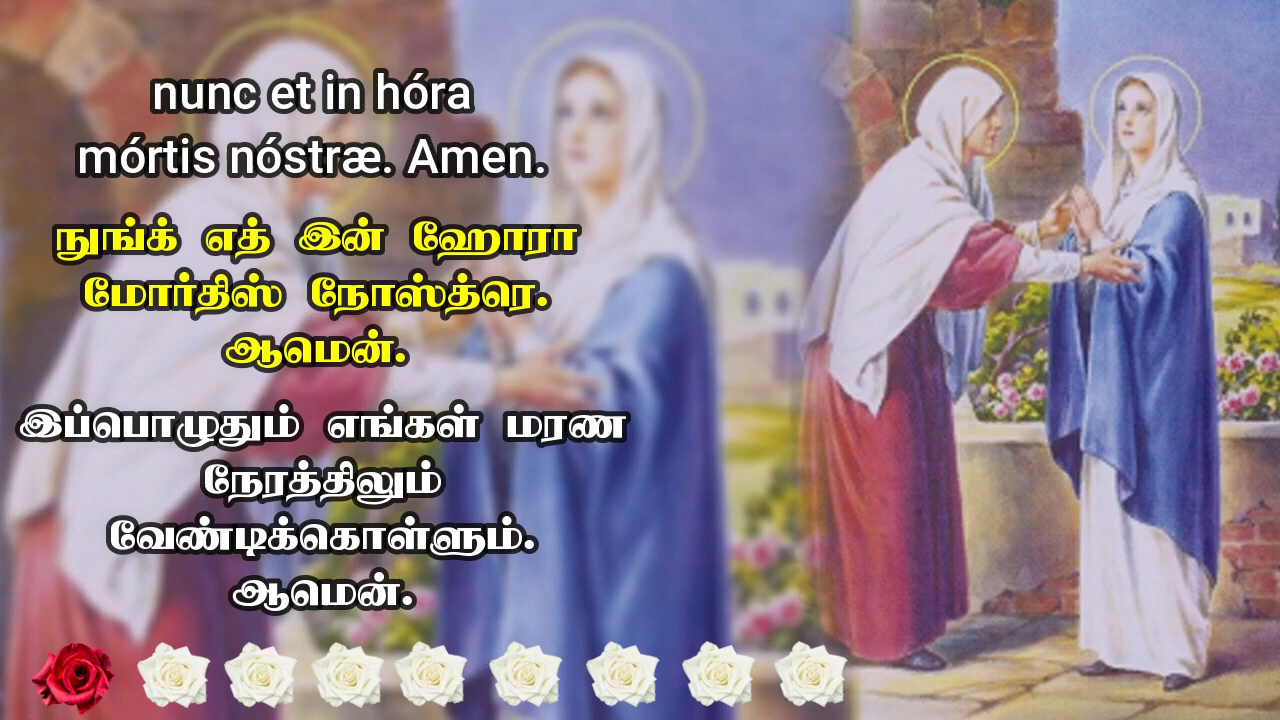 nunc et in hóra
mórtis nóstræ. Amen.
நுங்க் எத் இன் ஹோரா
மோர்திஸ் நோஸ்த்ரெ.
ஆமென்.
இப்பொழுதும் எங்கள் மரண
நேரத்திலும்
வேண்டிக்கொள்ளும்.
ஆமென்.